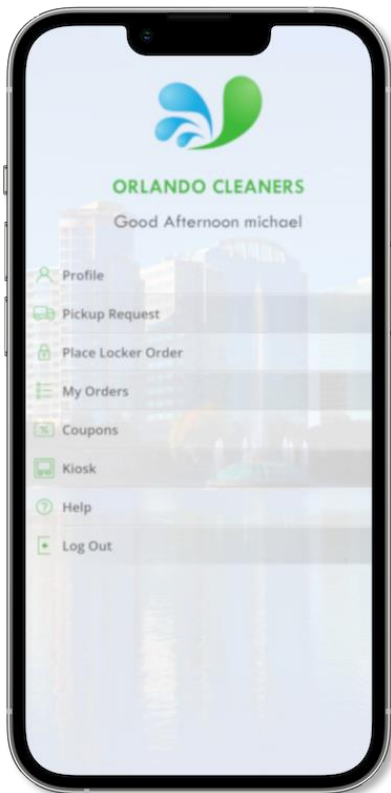 ORLANDO CLEANERS
Good Afternoon michael
Profile
Pickup Request
Place Locker Order
My Orders
Coupons
Kiosk
Help
Log Out